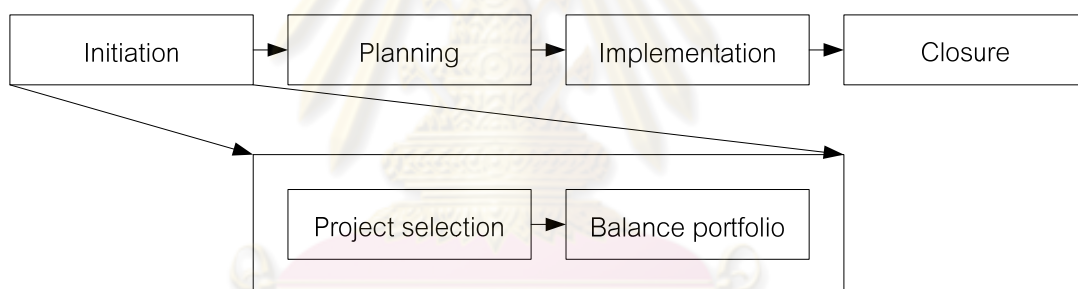 Initiation
Planning
Implementation
Closure
Project selection
Balance portfolio